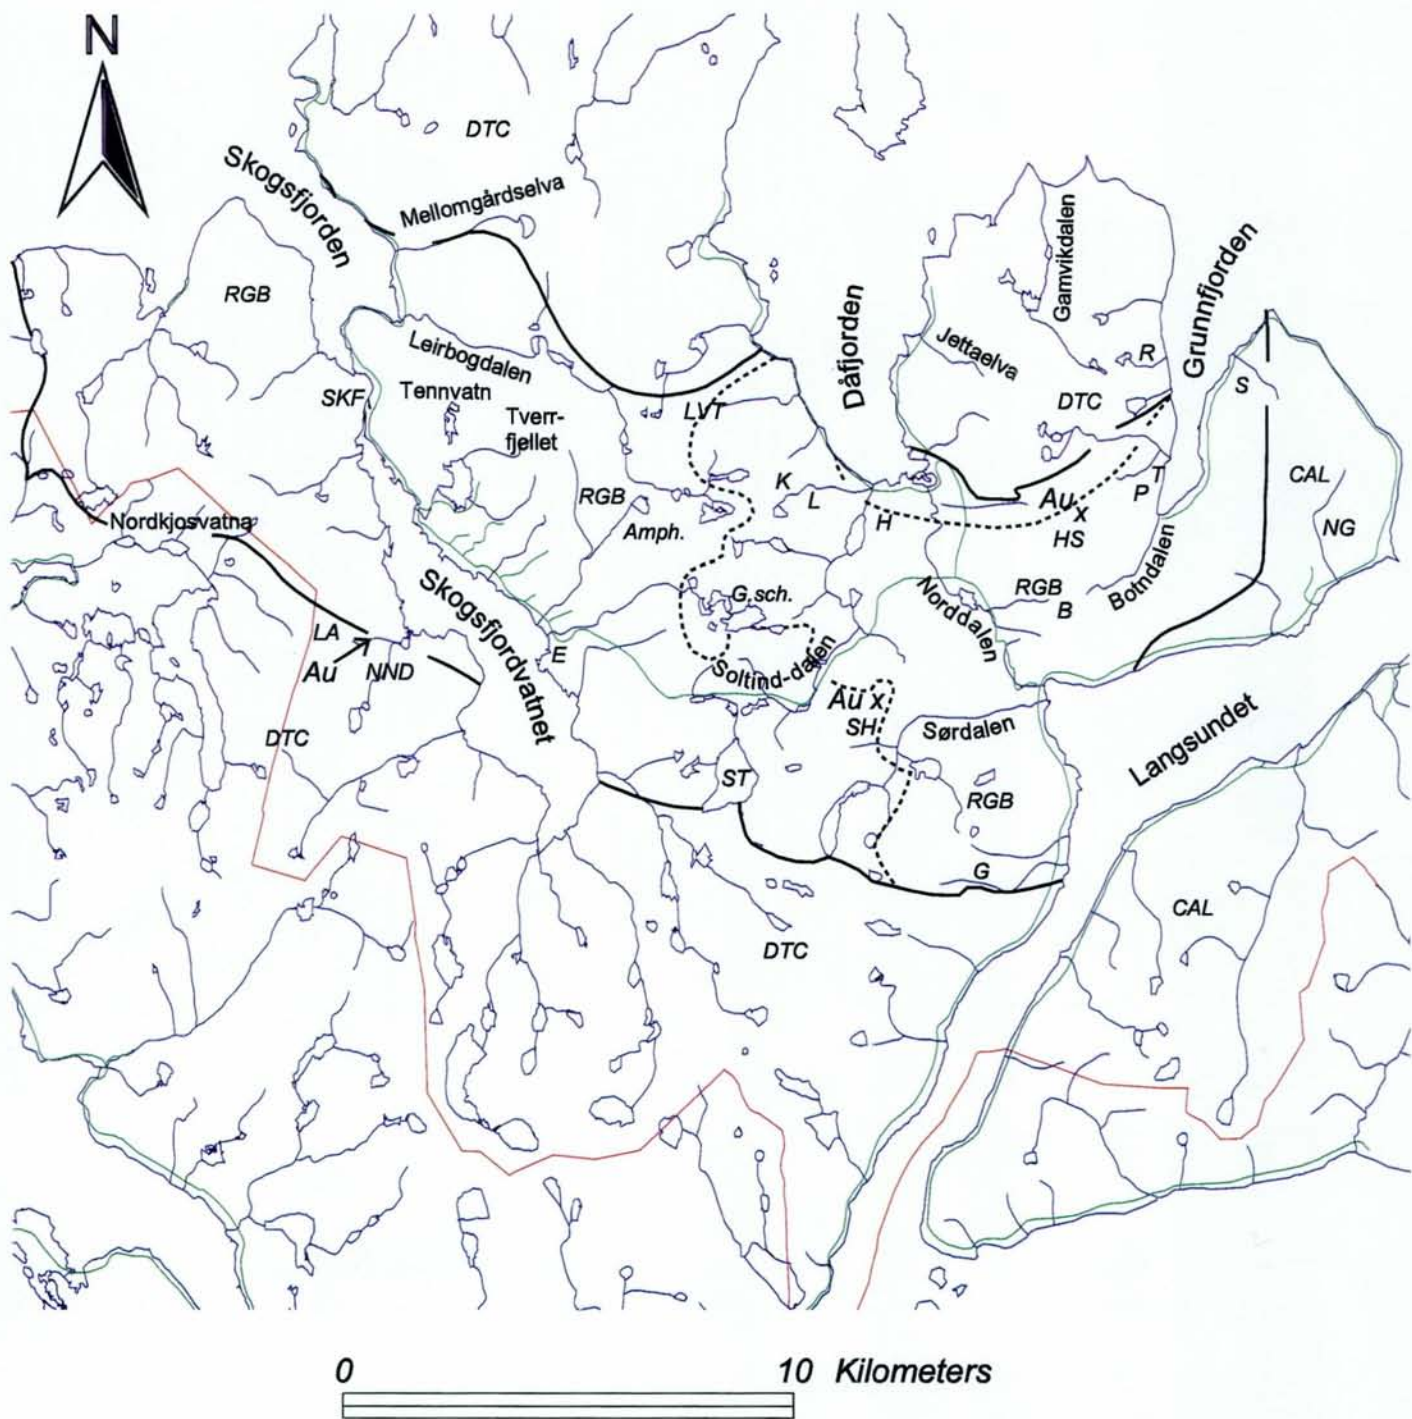 N
DTC
Skogsfjorden
Mellomgårdselva
RGB
Gamvikdalen
Grunnfjorden
Dåfjorden
Leirbogdalen
Jettaelva
R
SKF
Tennvatn
Tverr-
fjellet
LVT
DTC
S
K
L
RGB
Au
x
T
P
CAL
Nordkjosvatna
Amph.
H
HS
NG
Skogsfjordvatnet
G.sch.
Norddalen
RGB
B
Botndalen
LA
Au
NND
E
Soltind-dalen
Au x
SH
Sørdalen
Langsundet
DTC
ST
RGB
G
CAL
DTC
0
10 Kilometers